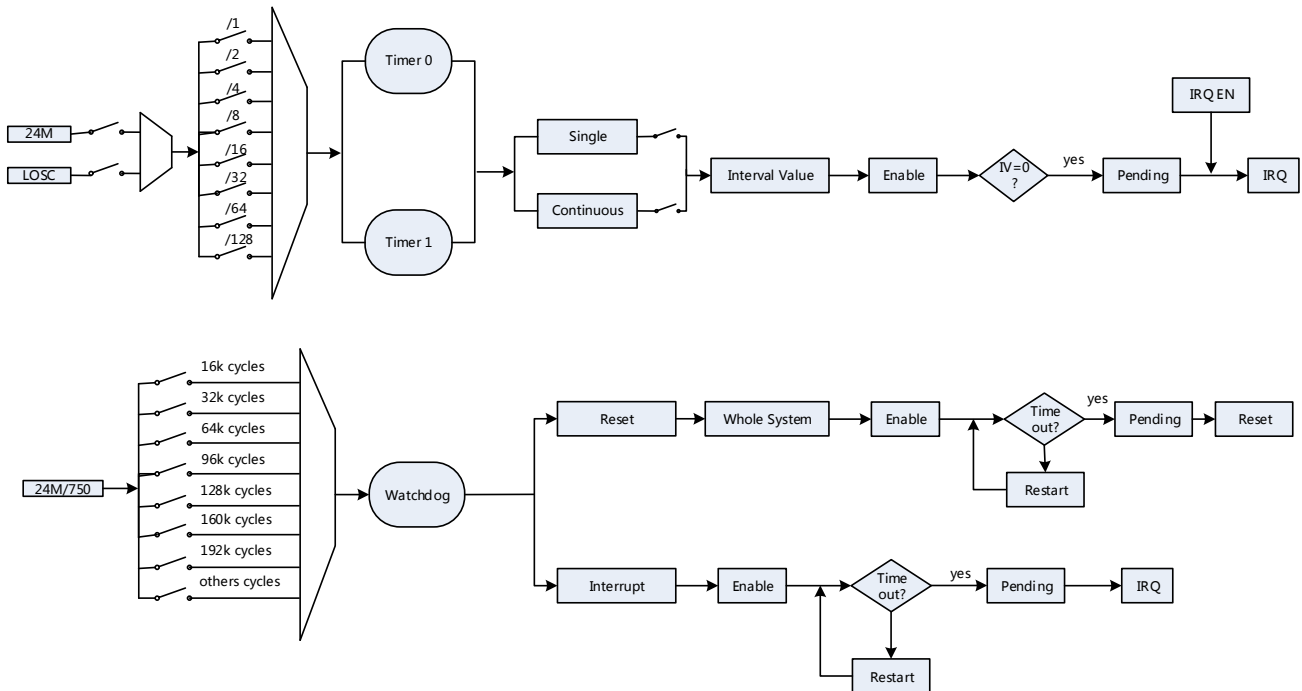 /1
/2
/4
/8
/16
/32
/64
/128
24M
LOSC
Timer 0
Timer 1
Single
Continuous
Interval Value
Enable
IV=0
?
yes
Pending
IRQ EN
IRQ
24M/750
16k cycles
32k cycles
64k cycles
96k cycles
128k cycles
160k cycles
192k cycles
others cycles
Watchdog
Reset
Whole System
Enable
Time
out?
yes
Pending
Reset
Restart
Interrupt
Enable
Time
out?
yes
Pending
IRQ
Restart